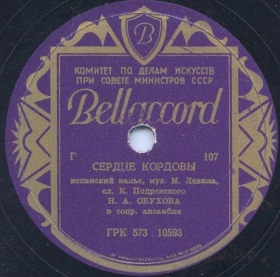 B
КОМИТЕТ ПО ДЕЛАМ ИСКУССТВ
ПРИ СОВЕТЕ МИНИСТРОВ СССР
Bellaccord
Г 107
СЕРДЦЕ КОРДОВЫ
испанский вальс, муз. М. Левина,
сл. К. Подревского
Н. А. ОБУХОВА
в сопр. ансамбля
ГРК 573 10593